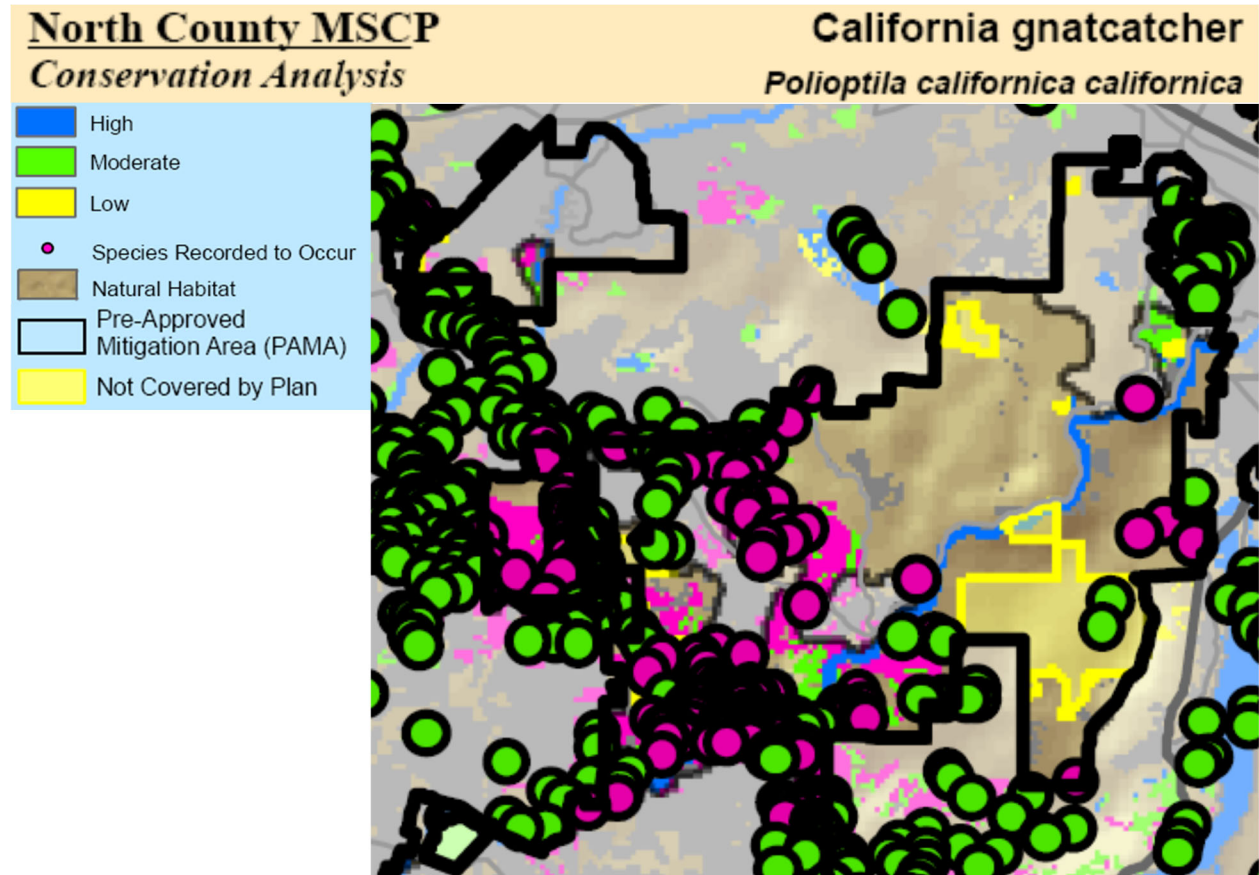 North County MSCP
California gnatcatcher
Conservation Analysis
Polioptila californica californica
High
Moderate
Low
Species Recorded to Occur
Natural Habitat
Pre-Approved
Mitigation Area (PAMA)
Not Covered by Plan